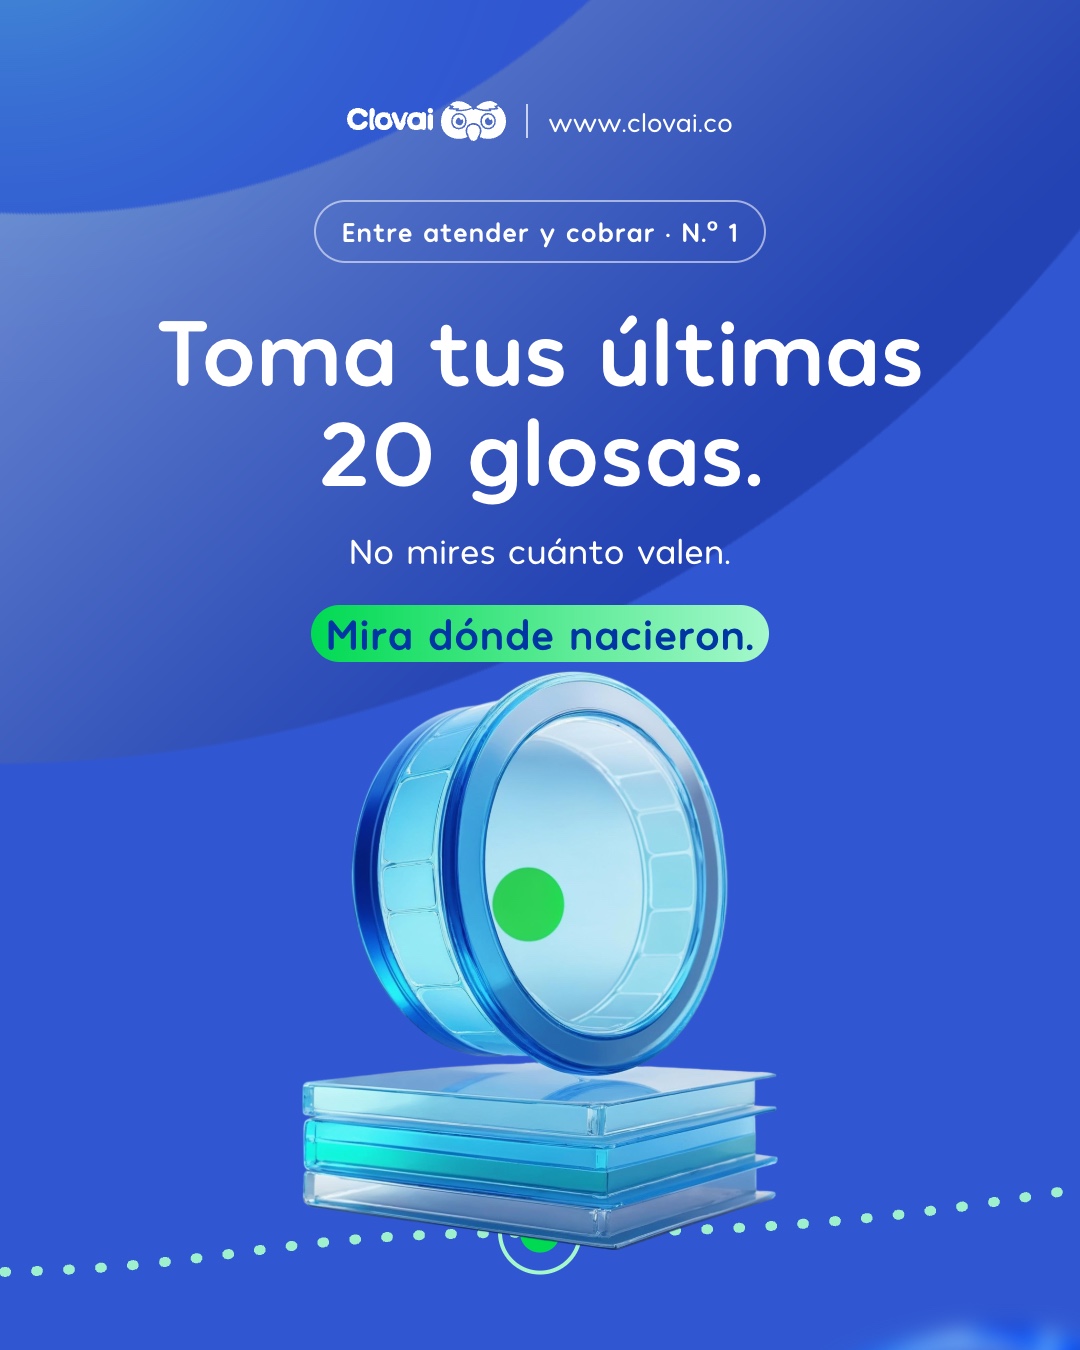 Clovai | www.clovai.co
Entre atender y cobrar · N.º 1
Toma tus últimas
20 glosas.
No mires cuánto valen.
Mira dónde nacieron.